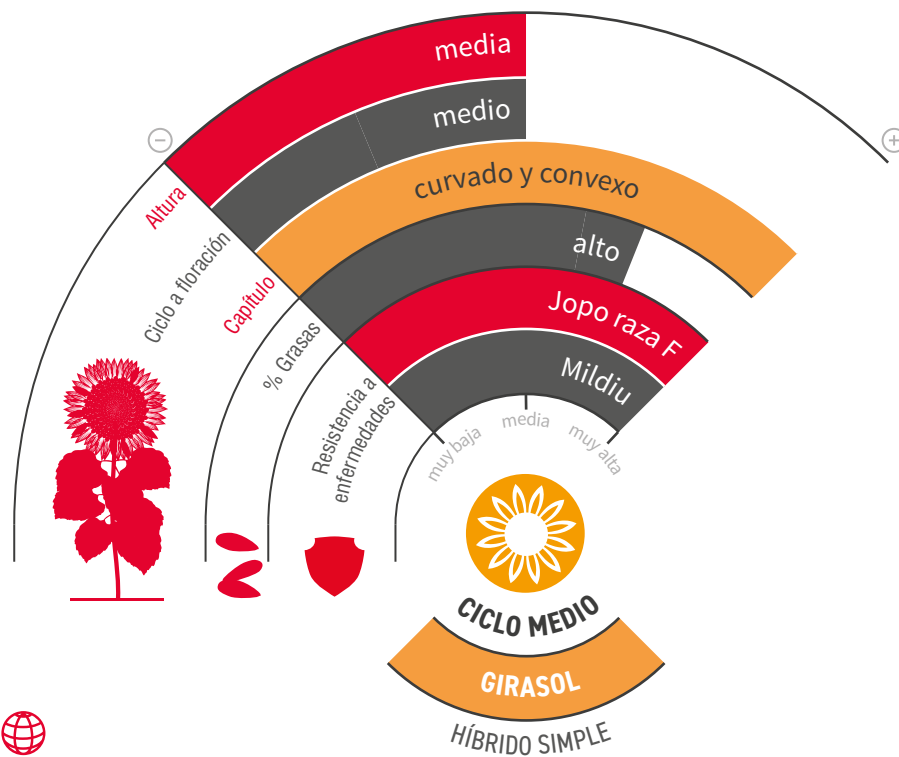 media
medio
curvado y convexo
alto
Jopo raza F
Mildiu
−
+
Altura
Ciclo a floración
Capítulo
% Grasas
Resistencia a
enfermedades
muy baja
media
muy alta
CICLO MEDIO
GIRASOL
HÍBRIDO SIMPLE